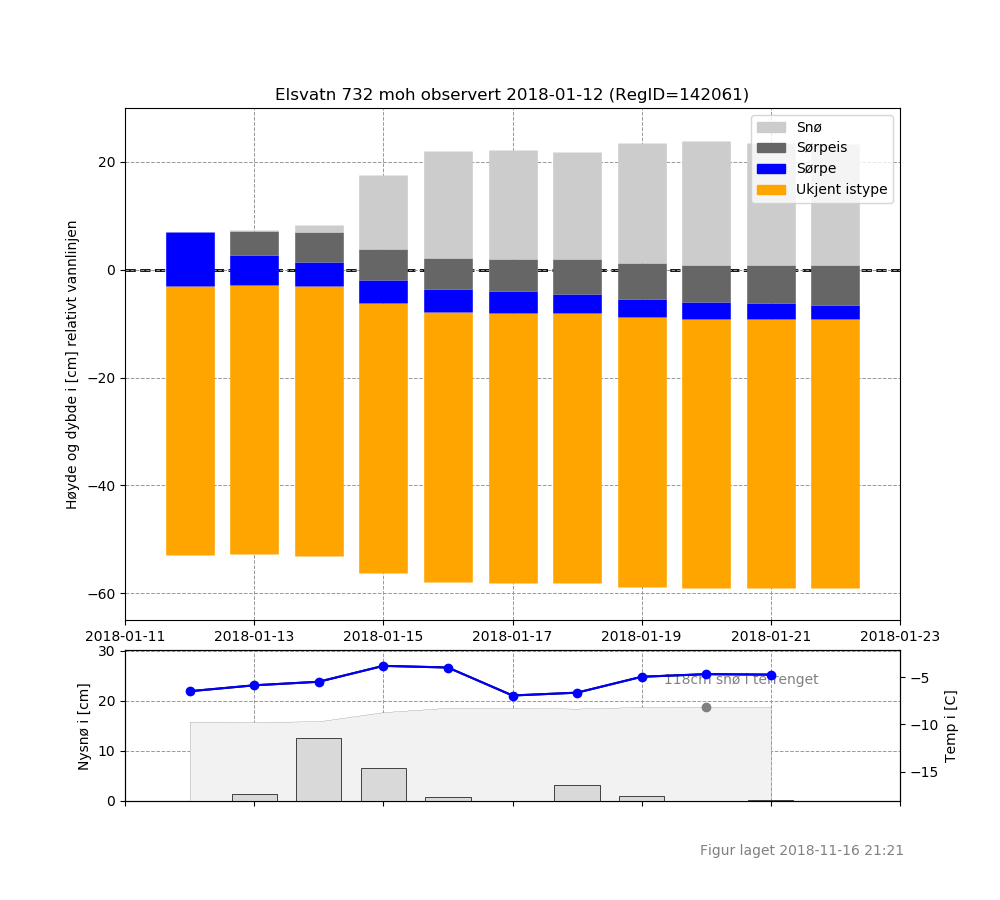 Elsvatn 732 moh observert 2018-01-12 (RegID=142061)
Snø
Sørpeis
Sørpe
Ukjent istype
Høyde og dybde i [cm] relativt vannlinjen
20
0
−20
−40
−60
2018-01-11 2018-01-13 2018-01-15 2018-01-17 2018-01-19 2018-01-21 2018-01-23
Nysnø i [cm]
30
20
10
0
118cm snø i terrenget
−5
−10
−15
Temp i [C]
Figur laget 2018-11-16 21:21